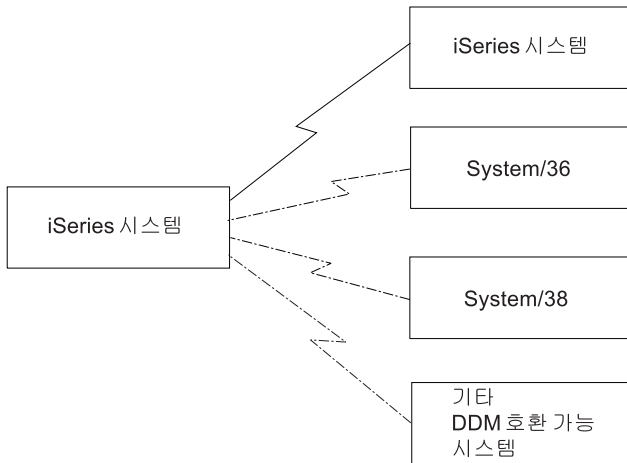 iSeries 시스템
System/36
iSeries 시스템
System/38
기타
DDM 호환 가능
시스템